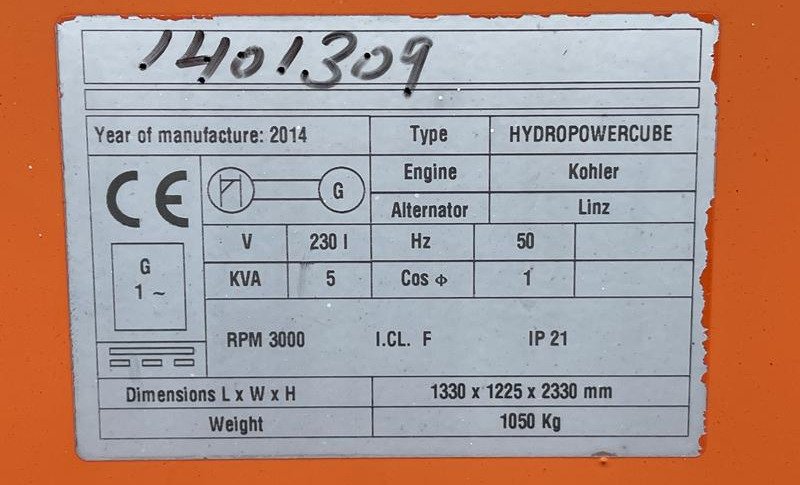 1401309
Year of manufacture: 2014 Type HYDROPOWERCUBE
CE G Engine Kohler
Alternator Linz
V 230 I Hz 50
G
1 ~
KVA 5 Cos Φ 1
RPM 3000 I.CL. F IP 21
Dimensions L x W x H 1330 x 1225 x 2330 mm
Weight 1050 Kg